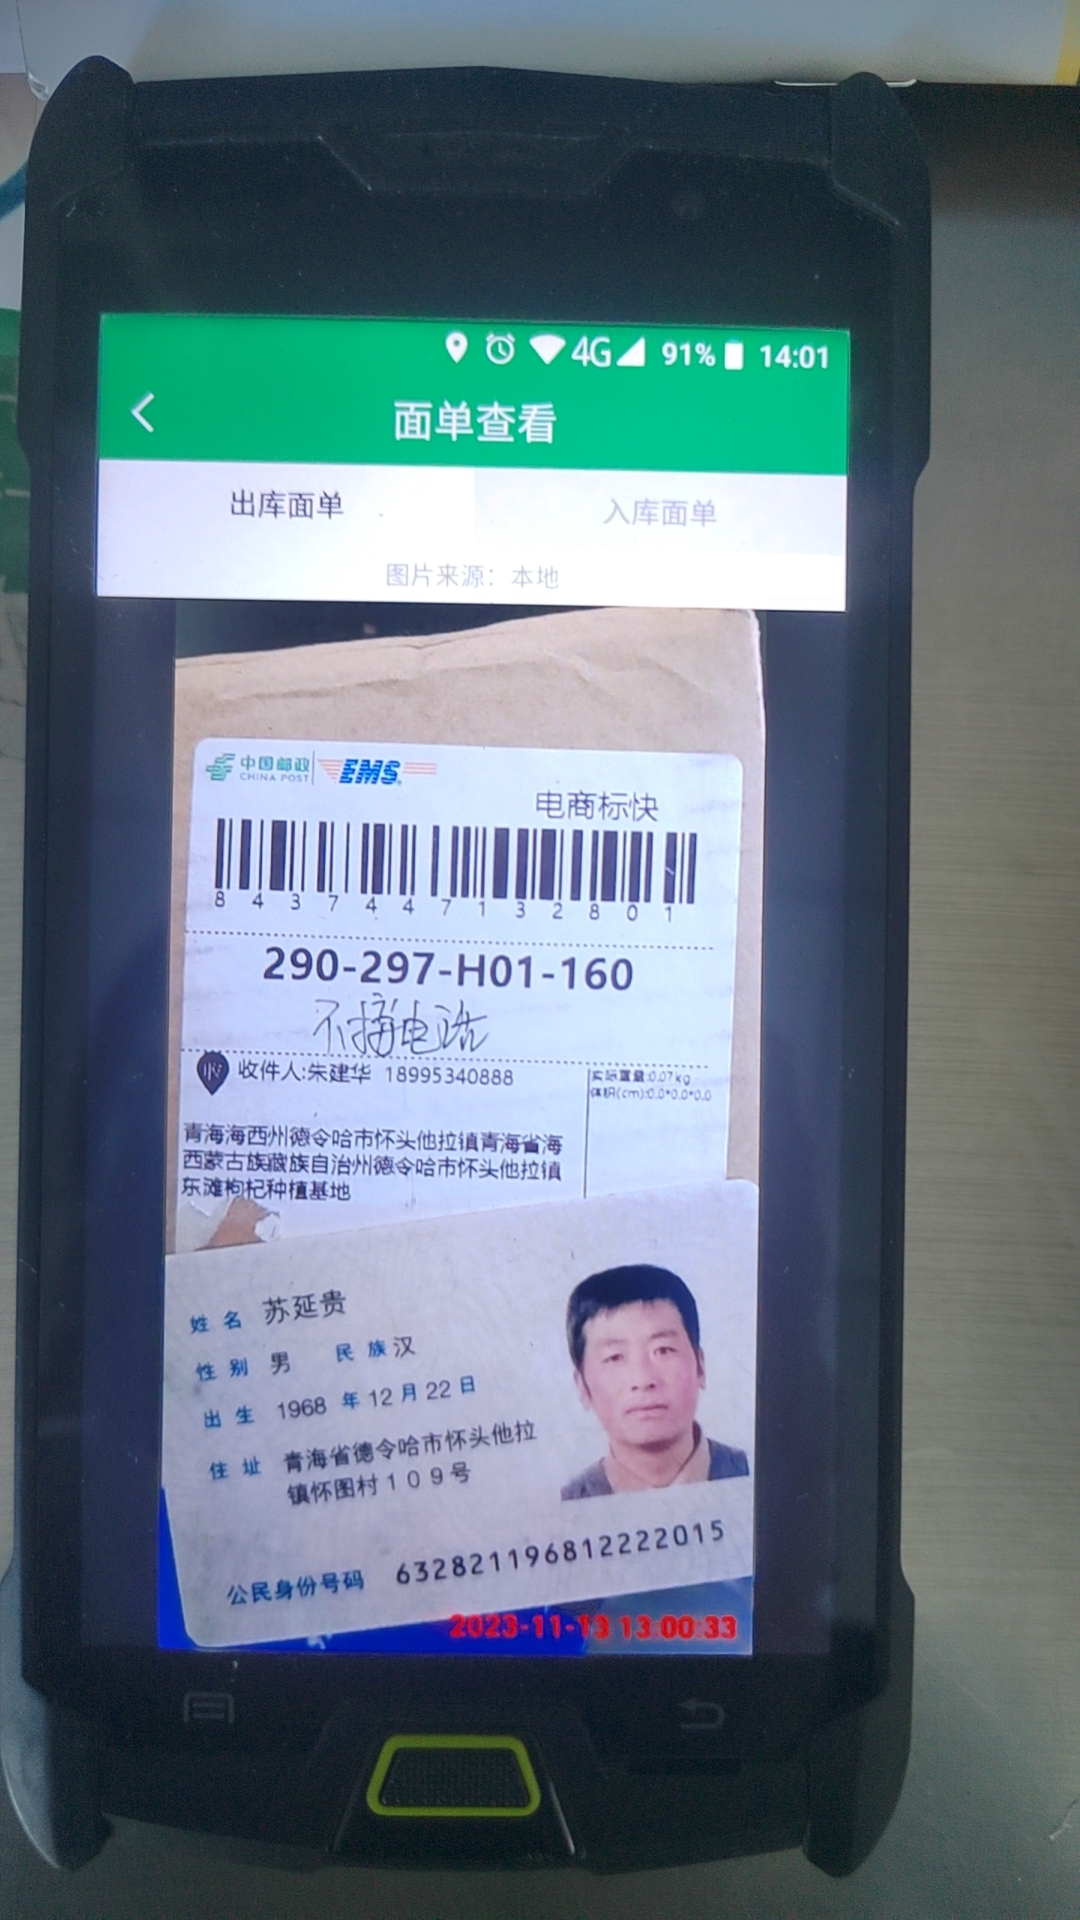 4G 91% 14:01
面单查看
出库面单
入库面单
图片来源：本地
中国邮政
CHINA POST
EMS
电商标快
8 4 3 7 4 4 7 1 3 2 8 0 1
290-297-H01-160
不接电话
收 收件人:朱建华 18995340888
实际重量:0.07kg
体积(cm):0.0*0.0*0.0
青海海西州德令哈市怀头他拉镇青海省海
西蒙古族藏族自治州德令哈市怀头他拉镇
东滩枸杞种植基地
姓名 苏延贵
性别 男 民族 汉
出生 1968 年 12 月 22 日
住址 青海省德令哈市怀头他拉
镇怀图村109号
公民身份号码 632821196812222015
2023-11-13 13:00:33